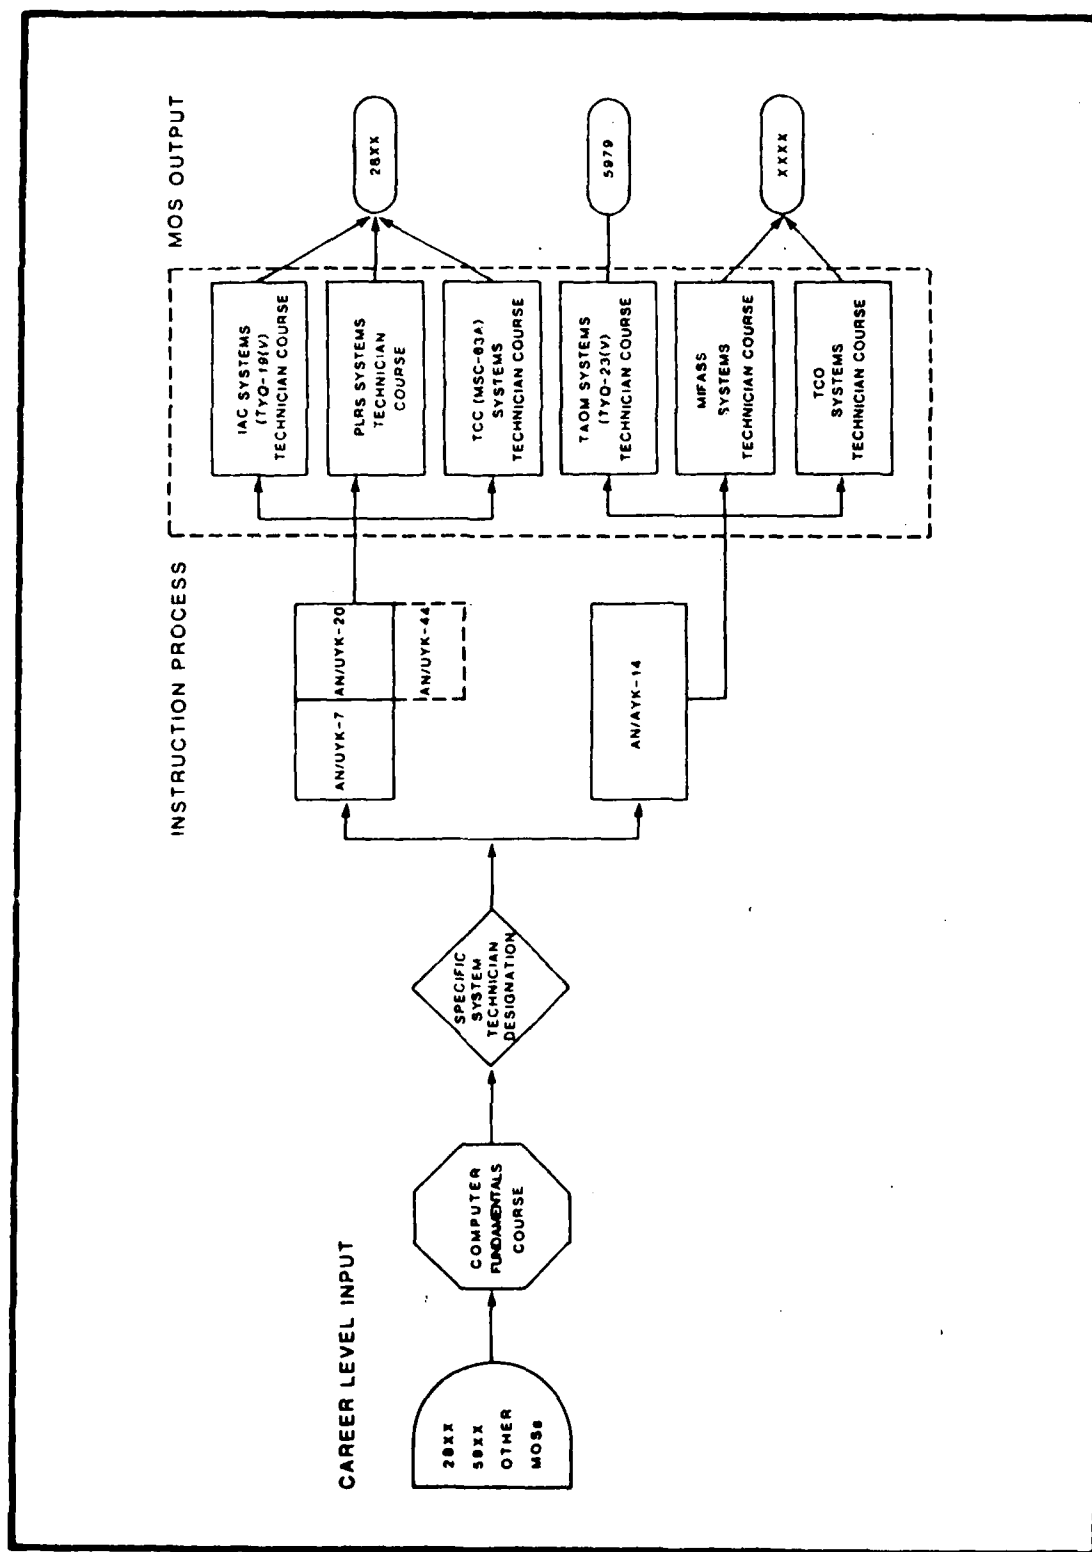 CAREER LEVEL INPUT
28XX
59XX
OTHER
MOSs
COMPUTER
FUNDAMENTALS
COURSE
SPECIFIC
SYSTEM
TECHNICIAN
DESIGNATION
INSTRUCTION PROCESS
AN/UYK-7
AN/UYK-20
AN/UYK-44
AN/AYK-14
IAC SYSTEMS
(TYQ-19(V)
TECHNICIAN COURSE
PLRS SYSTEMS
TECHNICIAN
COURSE
TCC (MSC-63A)
SYSTEMS
TECHNICIAN COURSE
TAOM SYSTEMS
(TYQ-23(V)
TECHNICIAN COURSE
MIFASS
SYSTEMS
TECHNICIAN COURSE
TCO
SYSTEMS
TECHNICIAN COURSE
MOS OUTPUT
28XX
5979
XXXX